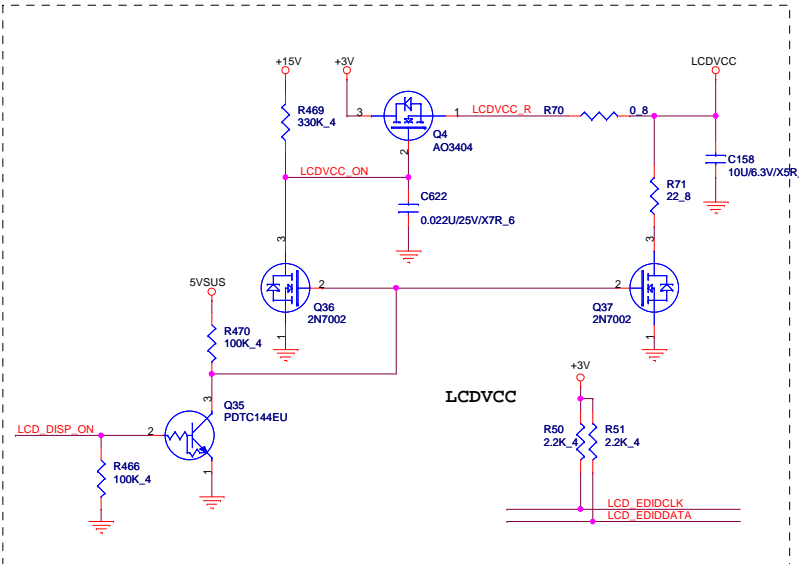 +15V
+3V
LCDVCC
R469
330K_4
3
1
LCDVCC_R
R70
0_8
Q4
AO3404
2
C158
10U/6.3V/X5R_
LCDVCC_ON
C622
0.022U/25V/X7R_6
R71
22_8
3
3
5VSUS
2
Q36
2N7002
1
2
Q37
2N7002
1
R470
100K_4
+3V
LCDVCC
3
Q35
PDTC144EU
LCD_DISP_ON
2
R50
2.2K_4
R51
2.2K_4
R466
100K_4
1
LCD_EDIDCLK
LCD_EDIDDATA